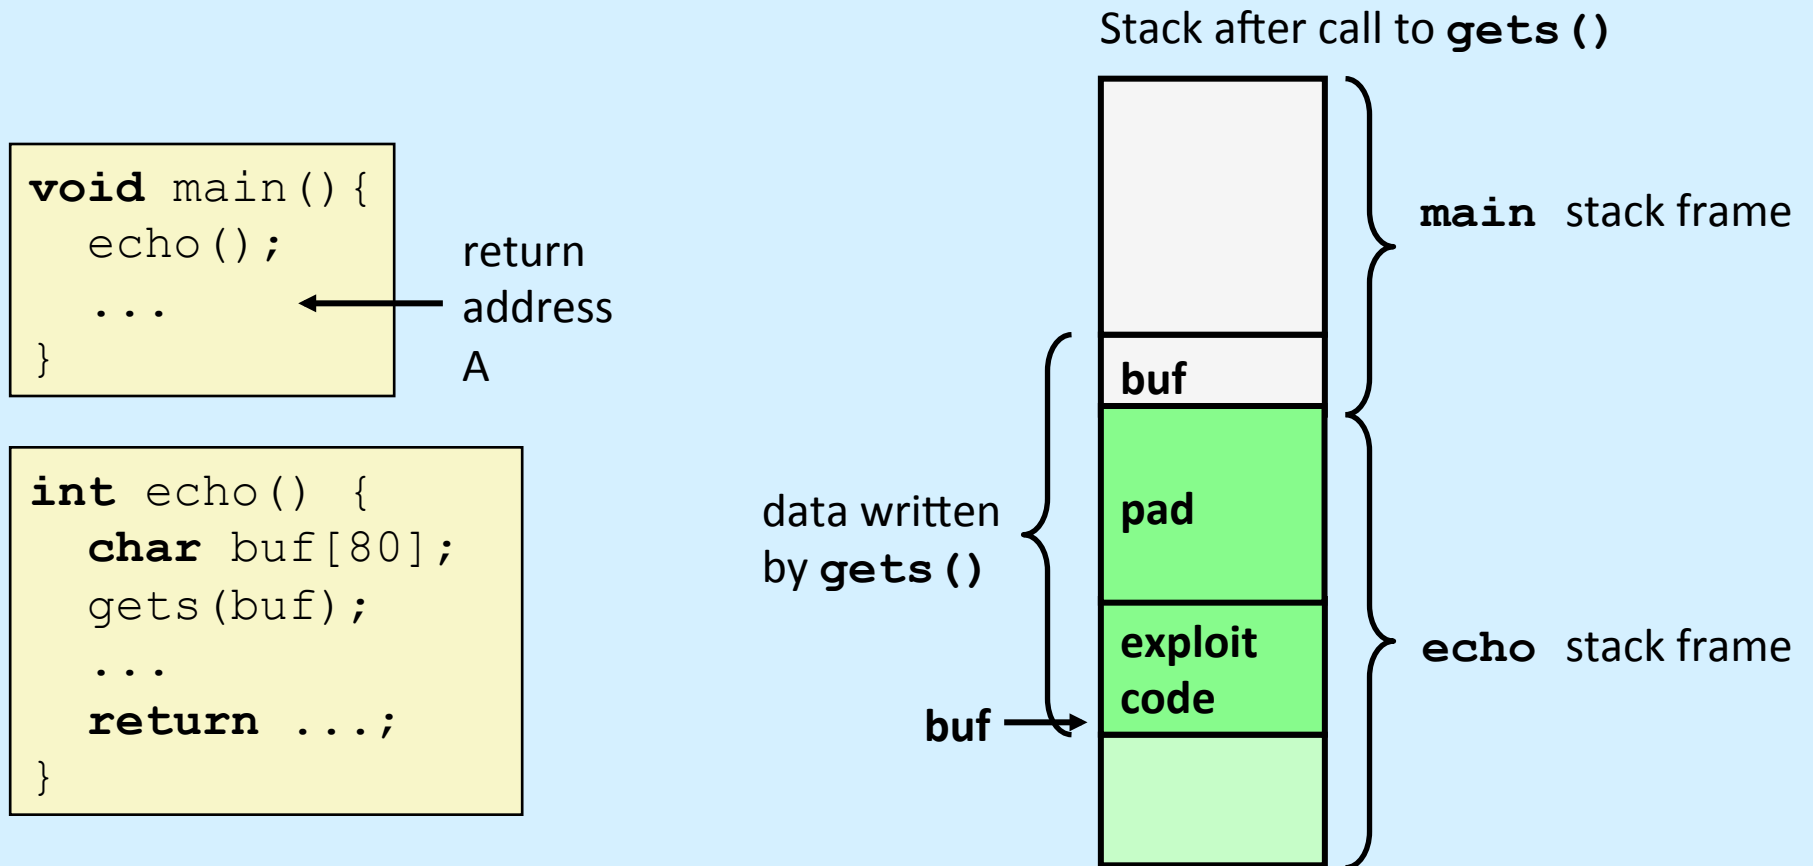 Stack after call to gets()
void main(){
echo();
...
}
return
address
A
int echo() {
char buf[80];
gets(buf);
...
return ...;
}
main stack frame
buf
data written
by gets()
pad
exploit
code
echo stack frame
buf